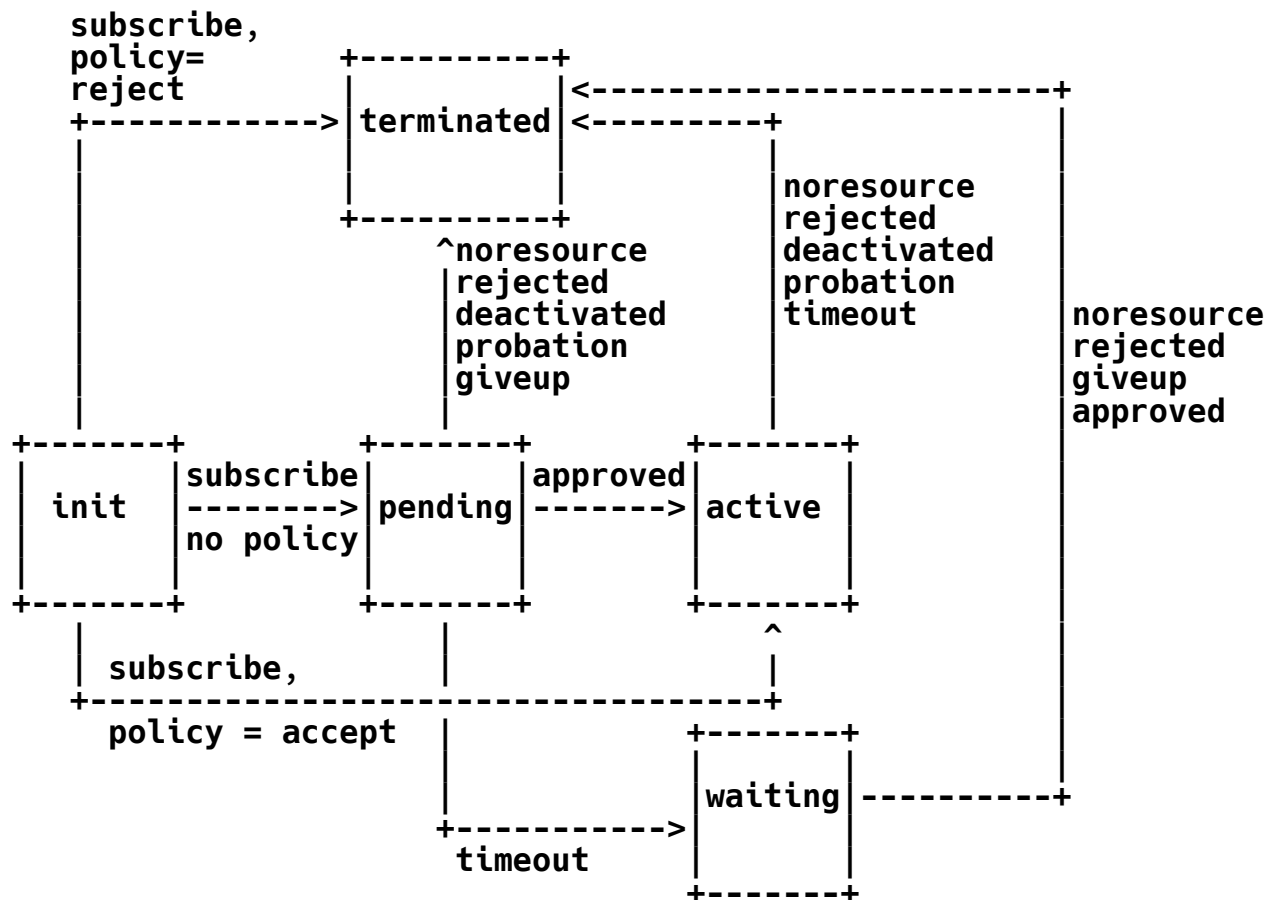 subscribe,
policy=
reject
terminated
noresource
rejected
deactivated
probation
giveup
noresource
rejected
deactivated
probation
timeout
noresource
rejected
giveup
approved
init
subscribe
no policy
pending
approved
active
subscribe,
policy = accept
waiting
timeout